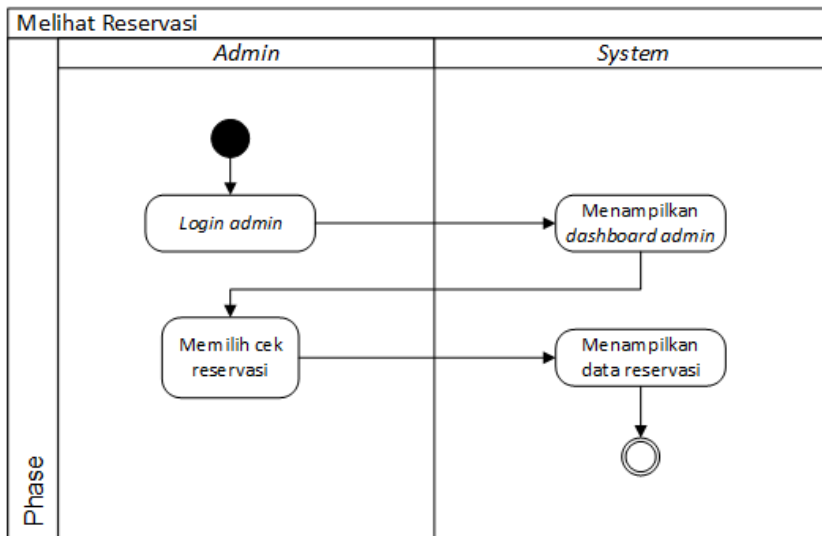 Melihat Reservasi
Admin
System
Login admin
Menampilkan
dashboard admin
Memilih cek
reservasi
Menampilkan
data reservasi
Phase